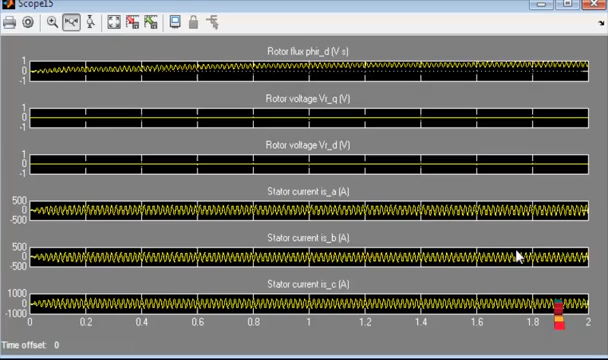 Scope15
Rotor flux phir_d (V s)
1
0
-1
Rotor voltage Vr_q (V)
1
0
-1
Rotor voltage Vr_d (V)
1
0
-1
Stator current is_a (A)
500
0
-500
Stator current is_b (A)
500
0
-500
Stator current is_c (A)
1000
0
-1000
0 0.2 0.4 0.6 0.8 1 1.2 1.4 1.6 1.8 2
Time offset: 0